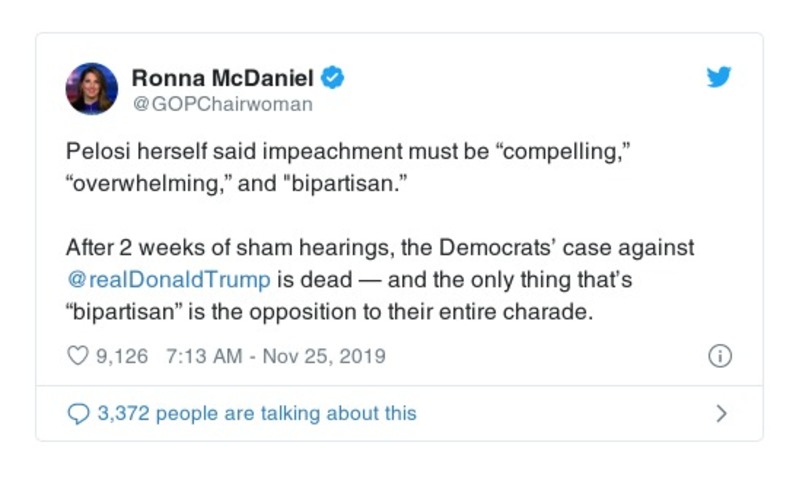 Ronna McDaniel
@GOPChairwoman
Pelosi herself said impeachment must be “compelling,”
“overwhelming,” and "bipartisan.”
After 2 weeks of sham hearings, the Democrats’ case against
@realDonaldTrump is dead — and the only thing that’s
“bipartisan” is the opposition to their entire charade.
9,126 7:13 AM - Nov 25, 2019
3,372 people are talking about this